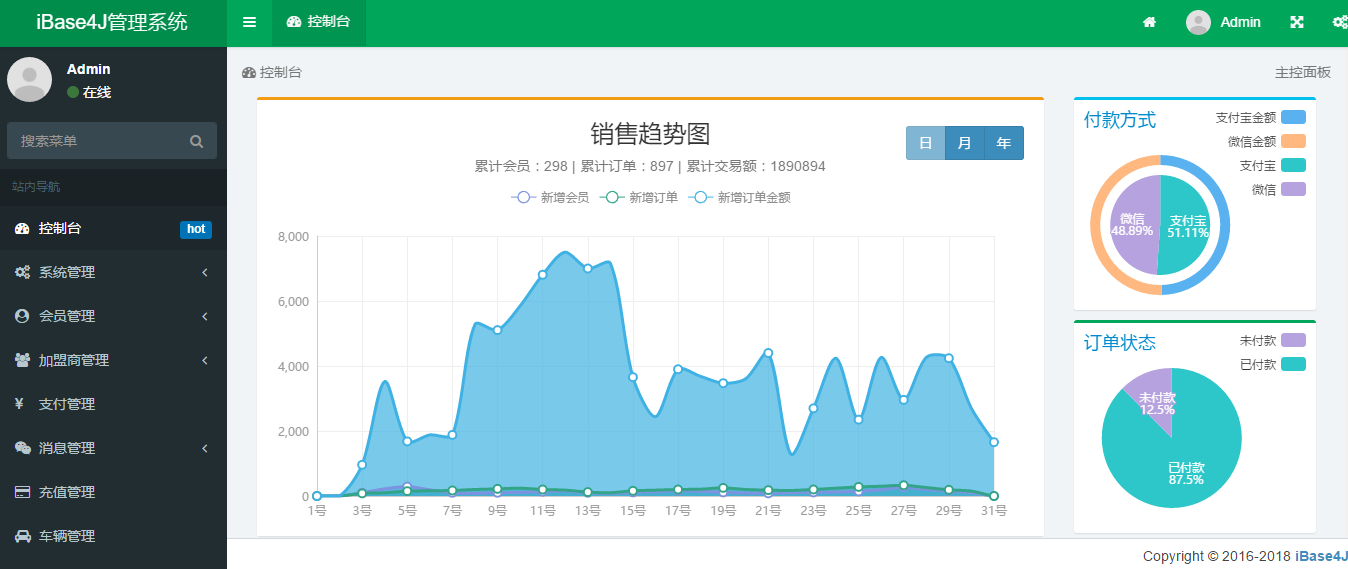 iBase4J管理系统
控制台
Admin
Admin
在线
搜索菜单
站内导航
控制台 hot
系统管理
会员管理
加盟商管理
¥ 支付管理
消息管理
充值管理
车辆管理
控制台
主控面板
销售趋势图
日 月 年
累计会员：298 | 累计订单：897 | 累计交易额：1890894
新增会员 新增订单 新增订单金额
8,000
6,000
4,000
2,000
0
1号 3号 5号 7号 9号 11号 13号 15号 17号 19号 21号 23号 25号 27号 29号 31号
付款方式
支付宝金额
微信金额
支付宝
微信
微信
48.89%
支付宝
51.11%
订单状态
未付款
已付款
未付款
12.5%
已付款
87.5%
Copyright © 2016-2018 iBase4J